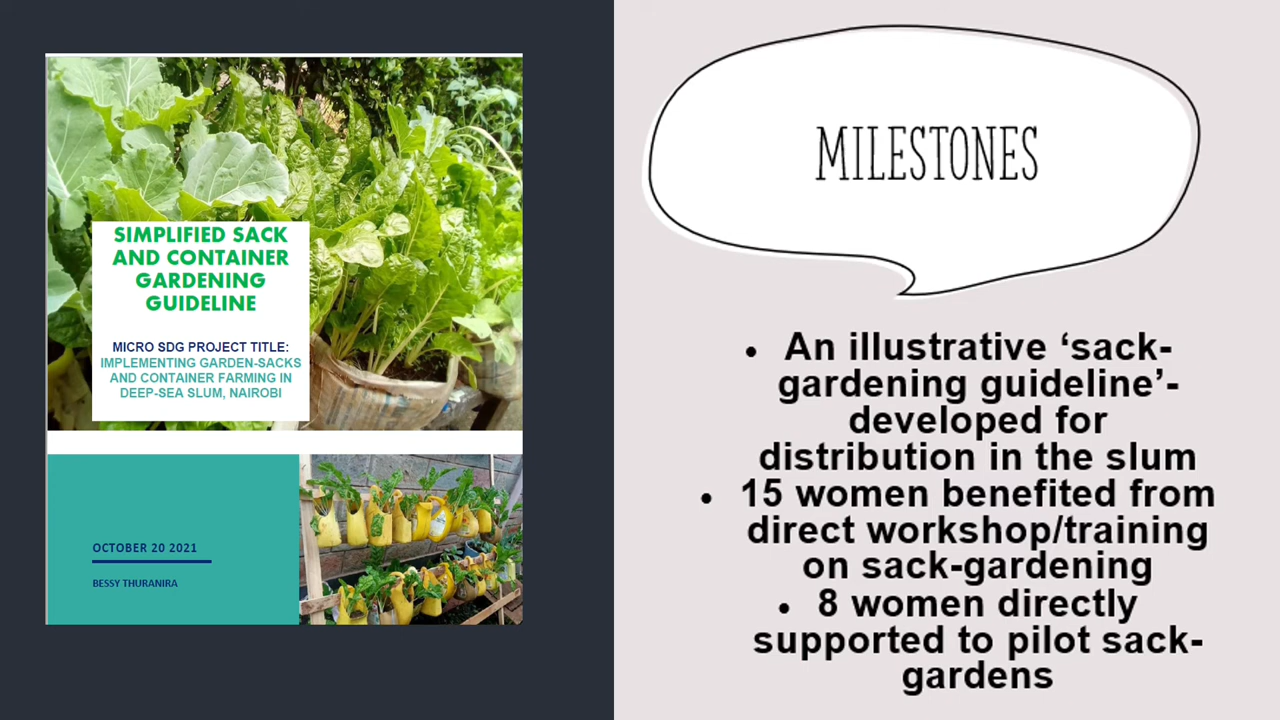 SIMPLIFIED SACK
AND CONTAINER
GARDENING
GUIDELINE
MICRO SDG PROJECT TITLE:
IMPLEMENTING GARDEN-SACKS
AND CONTAINER FARMING IN
DEEP-SEA SLUM, NAIROBI
OCTOBER 20 2021
BESSY THURANIRA
MILESTONES
• An illustrative ‘sack-
gardening guideline’-
developed for
distribution in the slum
• 15 women benefited from
direct workshop/training
on sack-gardening
• 8 women directly
supported to pilot sack-
gardens